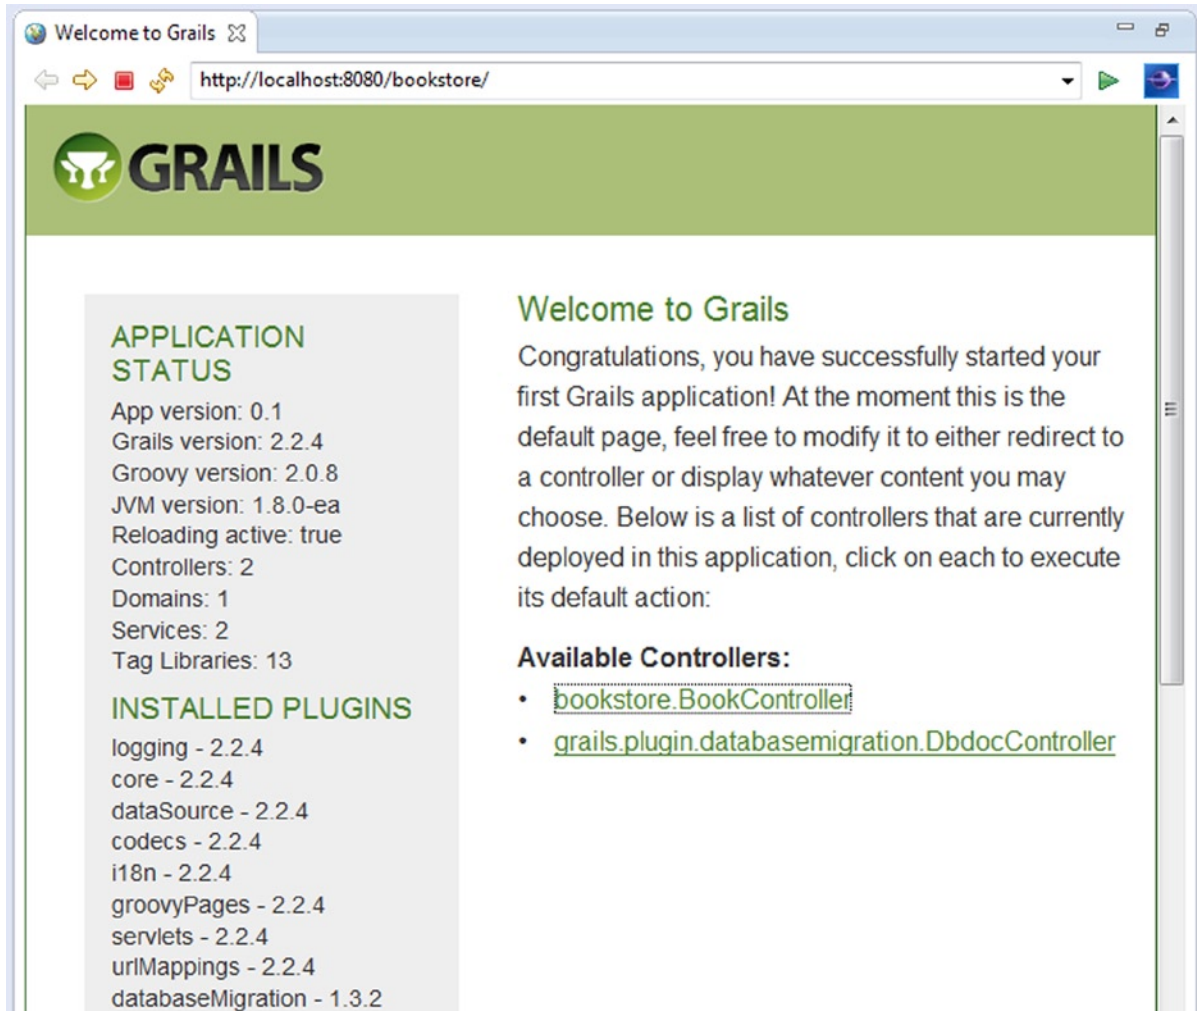 Welcome to Grails
http://localhost:8080/bookstore/
GRAILS
APPLICATION
STATUS
App version: 0.1
Grails version: 2.2.4
Groovy version: 2.0.8
JVM version: 1.8.0-ea
Reloading active: true
Controllers: 2
Domains: 1
Services: 2
Tag Libraries: 13
INSTALLED PLUGINS
logging - 2.2.4
core - 2.2.4
dataSource - 2.2.4
codecs - 2.2.4
i18n - 2.2.4
groovyPages - 2.2.4
servlets - 2.2.4
urlMappings - 2.2.4
databaseMigration - 1.3.2
Welcome to Grails
Congratulations, you have successfully started your
first Grails application! At the moment this is the
default page, feel free to modify it to either redirect to
a controller or display whatever content you may
choose. Below is a list of controllers that are currently
deployed in this application, click on each to execute
its default action:
Available Controllers:
• bookstore.BookController
• grails.plugin.databasemigration.DbdocController